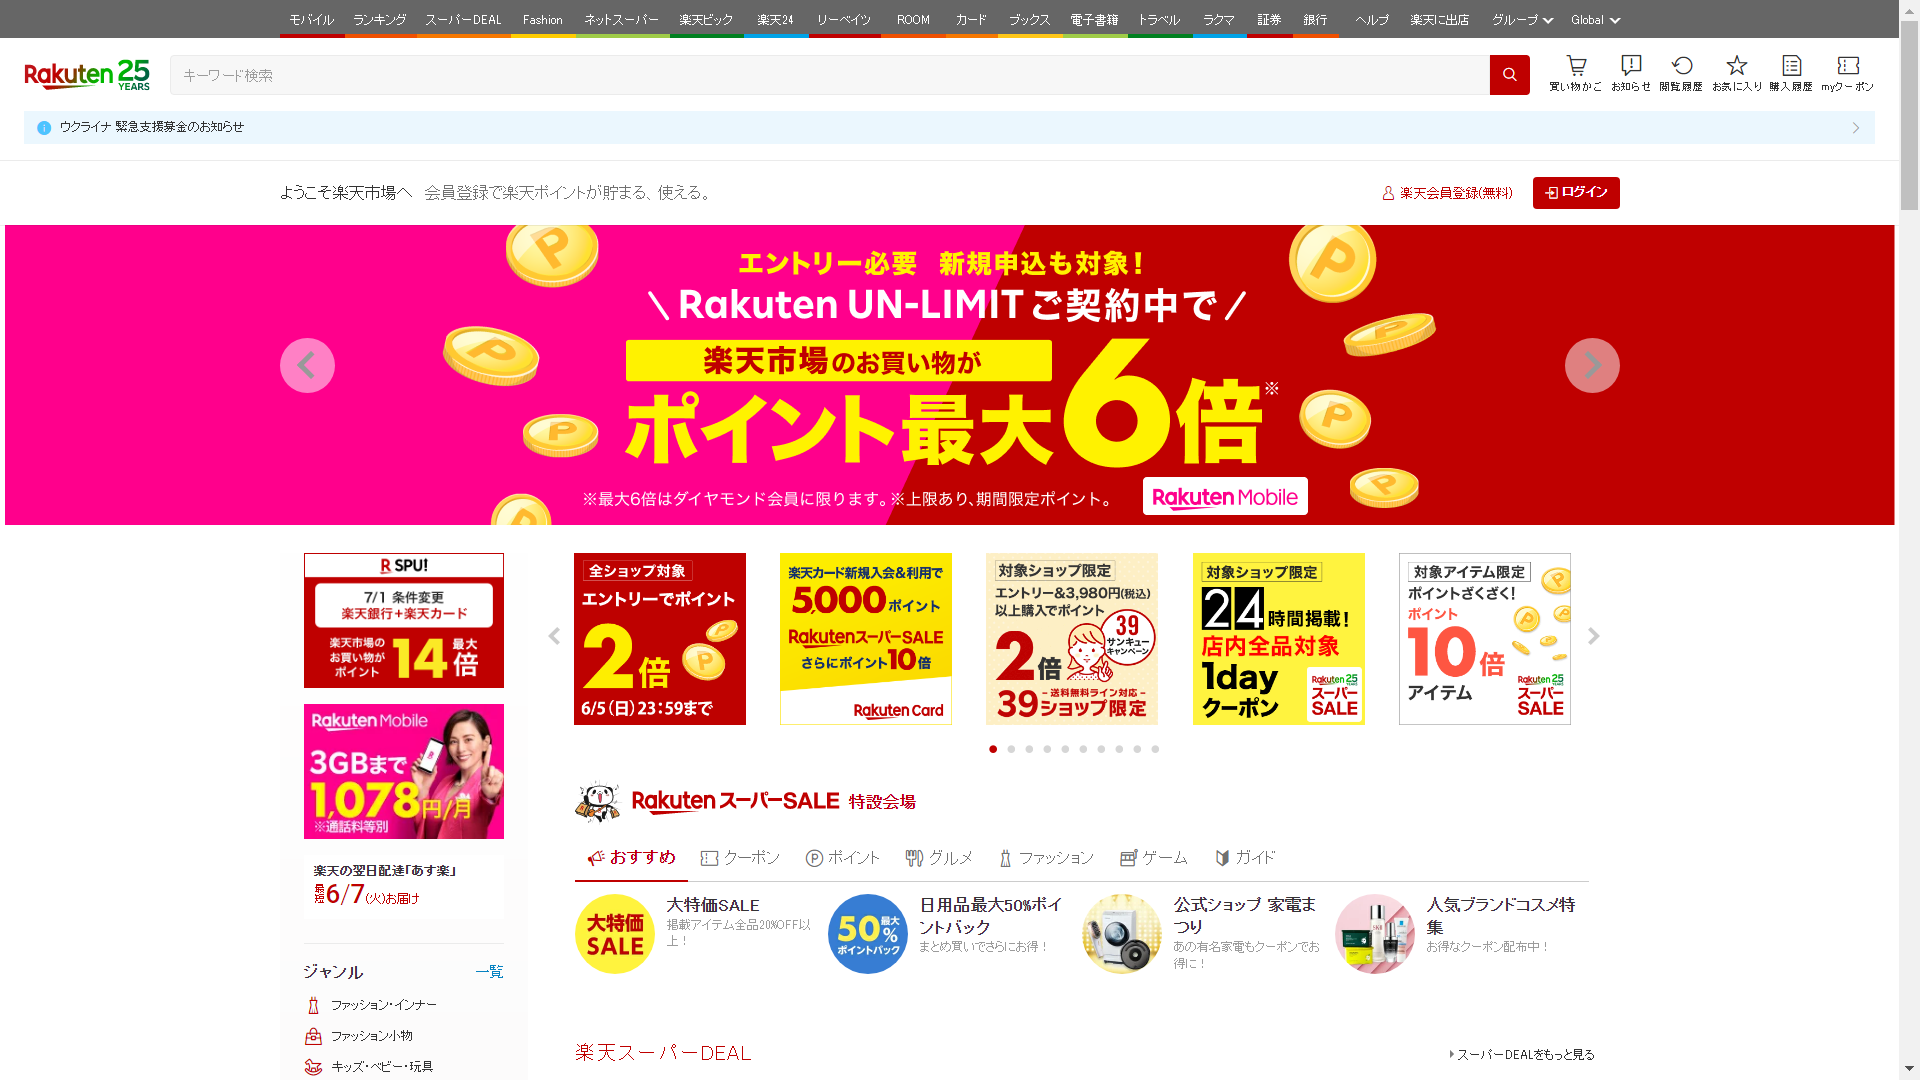 モバイル ランキング スーパーDEAL Fashion ネットスーパー 楽天ビック 楽天24 リーベイツ ROOM カード ブックス 電子書籍 トラベル ラクマ 証券 銀行 ヘルプ 楽天に出店 グループ Global
Rakuten 25 YEARS
キーワード検索
買い物かご お知らせ 閲覧履歴 お気に入り 購入履歴 myクーポン
ウクライナ 緊急支援募金のお知らせ
ようこそ楽天市場へ 会員登録で楽天ポイントが貯まる、使える。
楽天会員登録(無料) ログイン
エントリー必要 新規申込も対象!
\ Rakuten UN-LIMIT ご契約中で /
楽天市場のお買い物が
ポイント最大6倍※
※最大6倍はダイヤモンド会員に限ります。※上限あり、期間限定ポイント。
Rakuten Mobile
R SPU!
7/1 条件変更
楽天銀行+楽天カード
楽天市場の
お買い物が
ポイント
14 最大
倍
全ショップ対象
エントリーでポイント
2倍
6/5(日)23:59まで
楽天カード新規入会&利用で
5,000ポイント
RakutenスーパーSALE
さらにポイント10倍
Rakuten Card
対象ショップ限定
エントリー&3,980円(税込)
以上購入でポイント
2倍
39
サンキュー
キャンペーン
- 送料無料ライン対応 -
39ショップ限定
対象ショップ限定
24時間掲載!
店内全品対象
1day
クーポン
Rakuten 25
スーパー
SALE
対象アイテム限定
ポイントざくざく!
ポイント
10倍
アイテム
Rakuten 25
スーパー
SALE
Rakuten Mobile
3GBまで
1,078円/月
※通話料等別
楽天の翌日配達「あす楽」
最短6/7(火)お届け
ジャンル 一覧
ファッション・インナー
ファッション小物
キッズ・ベビー・玩具
Rakuten スーパーSALE 特設会場
おすすめ クーポン ポイント グルメ ファッション ゲーム ガイド
大特価
SALE
大特価SALE
掲載アイテム全品20%OFF以
上!
50%
最大
ポイントバック
日用品最大50%ポイ
ントバック
まとめ買いでさらにお得!
公式ショップ 家電ま
つり
あの有名家電もクーポンでお
得に!
人気ブランドコスメ特
集
お得なクーポン配布中!
楽天スーパーDEAL
スーパーDEALをもっと見る